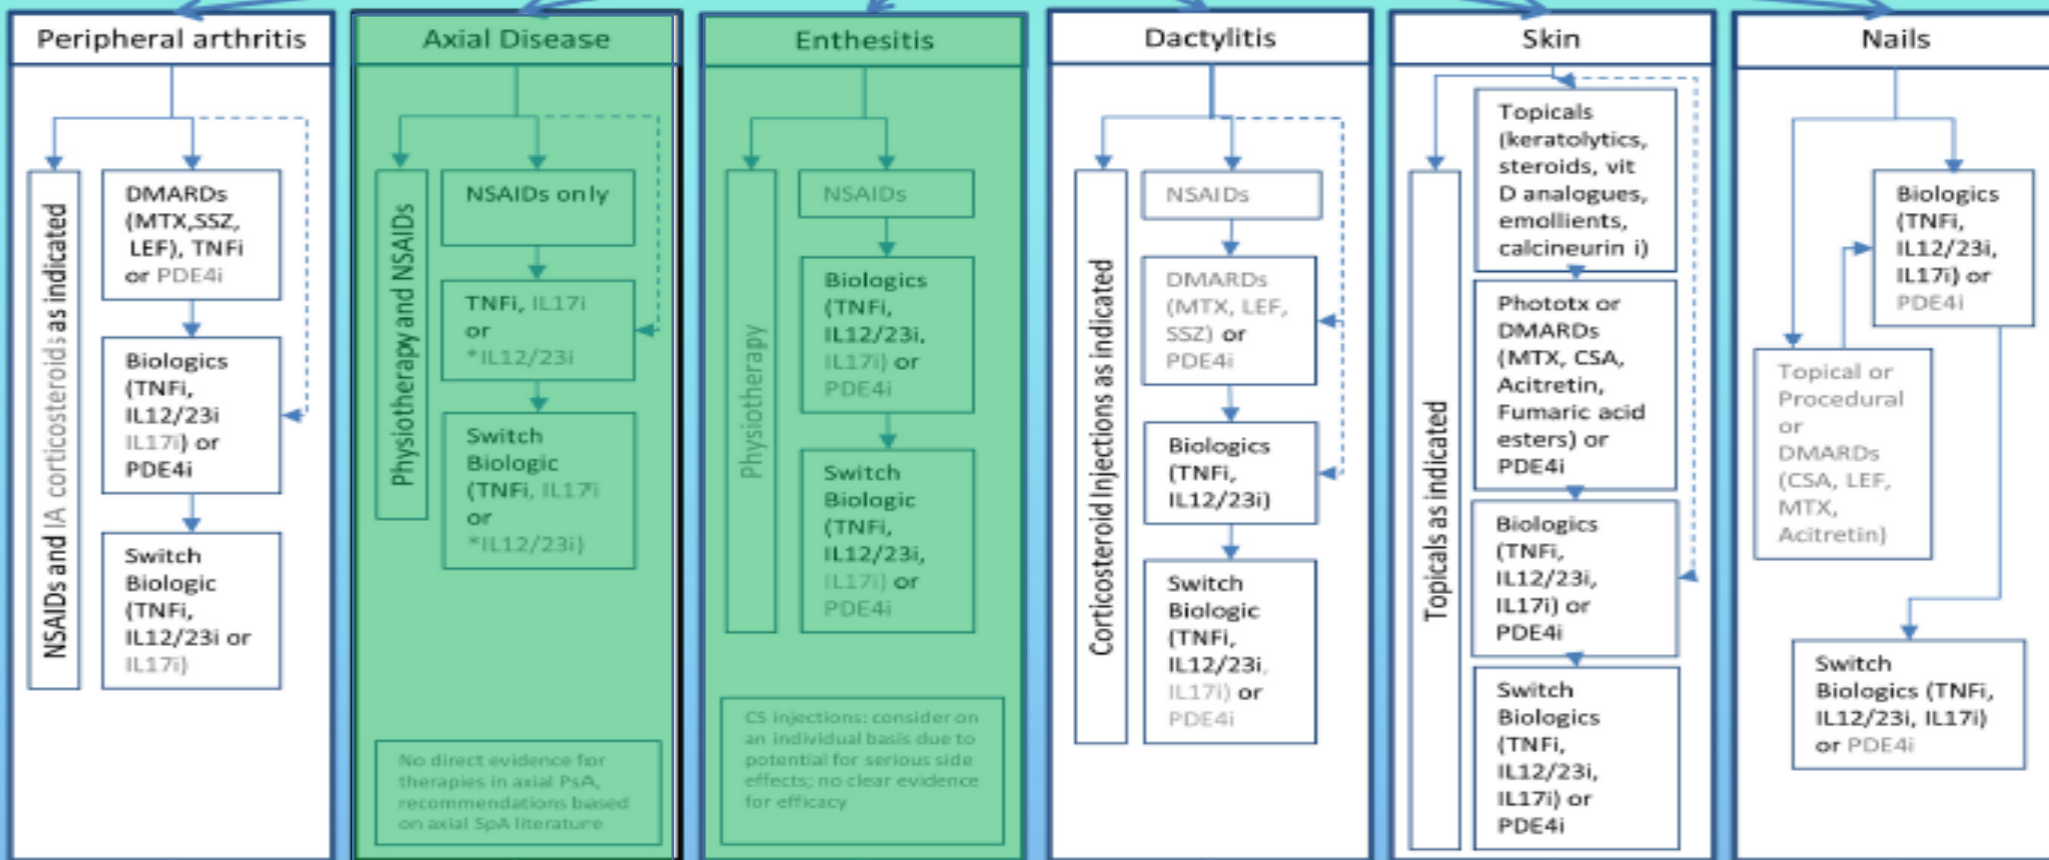 Peripheral arthritis
NSAIDs and IA corticosteroids as indicated
DMARDs
(MTX,SSZ,
LEF), TNFi
or PDE4i
Biologics
(TNFi,
IL12/23i
IL17i) or
PDE4i
Switch
Biologic
(TNFi,
IL12/23i or
IL17i)
Axial Disease
Physiotherapy and NSAIDs
NSAIDs only
TNFi, IL17i
or
*IL12/23i
Switch
Biologic
(TNFi, IL17i
or
*IL12/23i)
No direct evidence for
therapies in axial PsA,
recommendations based
on axial SpA literature
Enthesitis
Physiotherapy
NSAIDs
Biologics
(TNFi,
IL12/23i,
IL17i) or
PDE4i
Switch
Biologic
(TNFi,
IL12/23i,
IL17i) or
PDE4i
CS injections: consider on
an individual basis due to
potential for serious side
effects; no clear evidence
for efficacy
Dactylitis
Corticosteroid Injections as indicated
NSAIDs
DMARDs
(MTX, LEF,
SSZ) or
PDE4i
Biologics
(TNFi,
IL12/23i)
Switch
Biologic
(TNFi,
IL12/23i,
IL17i) or
PDE4i
Skin
Topicals as indicated
Topicals
(keratolytics,
steroids, vit
D analogues,
emollients,
calcineurin i)
Phototx or
DMARDs
(MTX, CSA,
Acitretin,
Fumaric acid
esters) or
PDE4i
Biologics
(TNFi,
IL12/23i,
IL17i) or
PDE4i
Switch
Biologics
(TNFi,
IL12/23i,
IL17i) or
PDE4i
Nails
Biologics
(TNFi,
IL12/23i,
IL17i) or
PDE4i
Topical or
Procedural
or
DMARDs
(CSA, LEF,
MTX,
Acitretin)
Switch
Biologics (TNFi,
IL12/23i, IL17i)
or PDE4i